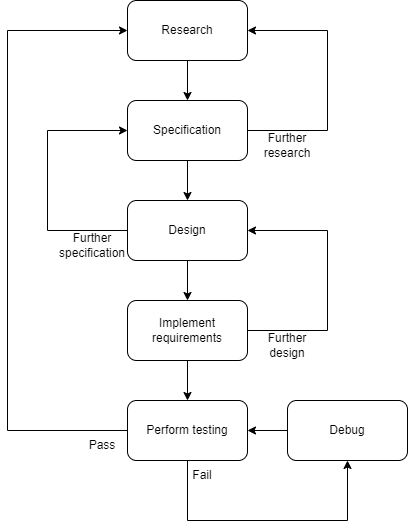 Research
Specification
Further
research
Design
Further
specification
Implement
requirements
Further
design
Perform testing
Debug
Pass
Fail